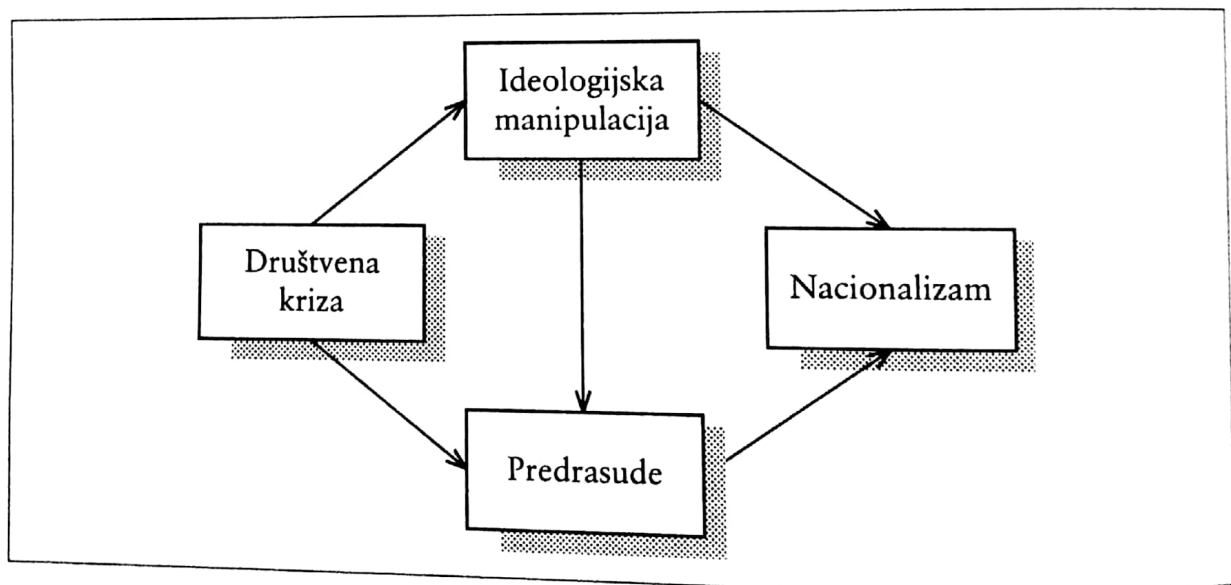 Ideologijska
manipulacija
Društvena
kriza
Nacionalizam
Predrasude